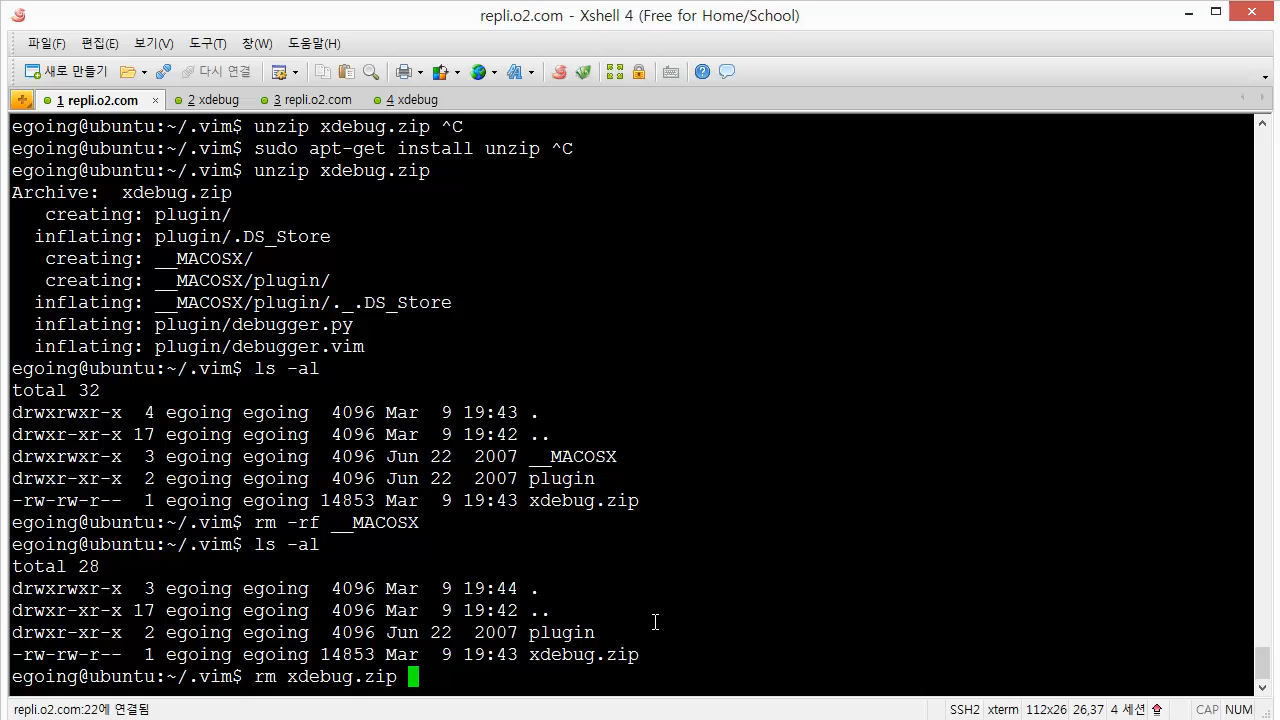 repli.o2.com - Xshell 4 (Free for Home/School)
파일(F) 편집(E) 보기(V) 도구(T) 창(W) 도움말(H)
새로 만들기 다시 연결
1 repli.o2.com × 2 xdebug 3 repli.o2.com 4 xdebug
egoing@ubuntu:~/.vim$ unzip xdebug.zip ^C
egoing@ubuntu:~/.vim$ sudo apt-get install unzip ^C
egoing@ubuntu:~/.vim$ unzip xdebug.zip
Archive:  xdebug.zip
   creating: plugin/
  inflating: plugin/.DS_Store
   creating: __MACOSX/
   creating: __MACOSX/plugin/
  inflating: __MACOSX/plugin/._.DS_Store
  inflating: plugin/debugger.py
  inflating: plugin/debugger.vim
egoing@ubuntu:~/.vim$ ls -al
total 32
drwxrwxr-x  4 egoing egoing  4096 Mar  9 19:43 .
drwxr-xr-x 17 egoing egoing  4096 Mar  9 19:42 ..
drwxrwxr-x  3 egoing egoing  4096 Jun 22  2007 __MACOSX
drwxr-xr-x  2 egoing egoing  4096 Jun 22  2007 plugin
-rw-rw-r--  1 egoing egoing 14853 Mar  9 19:43 xdebug.zip
egoing@ubuntu:~/.vim$ rm -rf __MACOSX
egoing@ubuntu:~/.vim$ ls -al
total 28
drwxrwxr-x  3 egoing egoing  4096 Mar  9 19:44 .
drwxr-xr-x 17 egoing egoing  4096 Mar  9 19:42 ..
drwxr-xr-x  2 egoing egoing  4096 Jun 22  2007 plugin
-rw-rw-r--  1 egoing egoing 14853 Mar  9 19:43 xdebug.zip
egoing@ubuntu:~/.vim$ rm xdebug.zip
repli.o2.com:22에 연결됨 SSH2 xterm 112x26 26,37 4 세션 CAP NUM